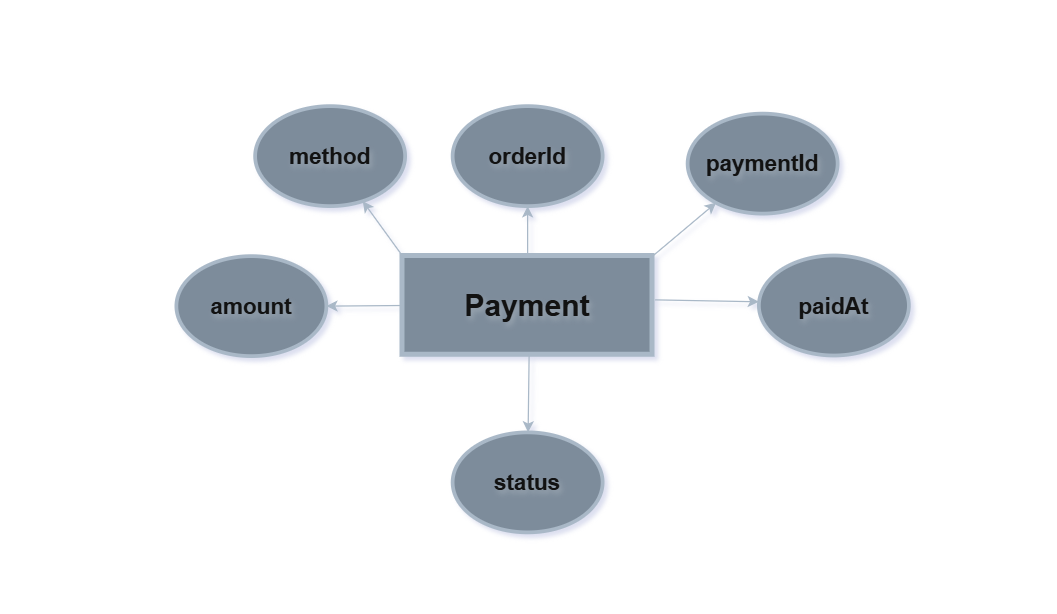 method
orderId
paymentId
amount
Payment
paidAt
status